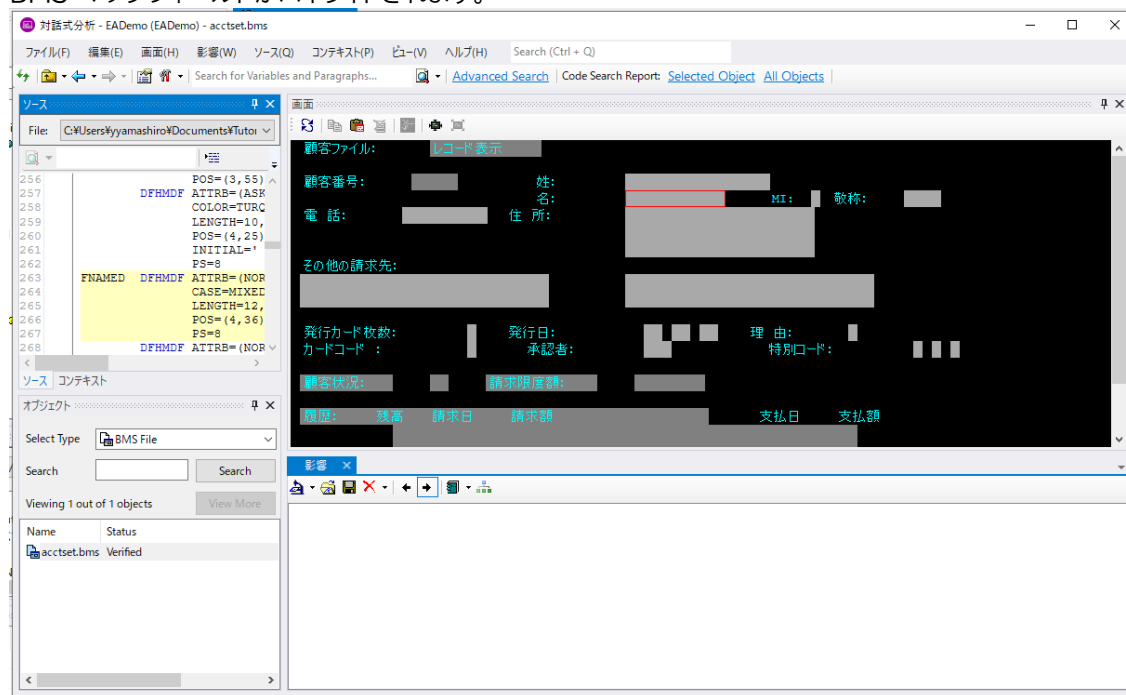 対話式分析 - EADemo (EADemo) - acctset.bms
ファイル(F) 編集(E) 画面(H) 影響(W) ソース(Q) コンテキスト(P) ビュー(V) ヘルプ(H) Search (Ctrl + Q)
Search for Variables and Paragraphs... Advanced Search Code Search Report: Selected Object All Objects
ソース
File: C:¥Users¥yyamashiro¥Documents¥Tutor
256 POS=(3,55)
257 DFHMDF ATTRB=(ASK
258 COLOR=TURQ
259 LENGTH=10,
260 POS=(4,25)
261 INITIAL='
262 PS=8
263 FNAMED DFHMDF ATTRB=(NOR
264 CASE=MIXED
265 LENGTH=12,
266 POS=(4,36)
267 PS=8
268 DFHMDF ATTRB=(NOR
ソース コンテキスト
オブジェクト
Select Type BMS File
Search Search
Viewing 1 out of 1 objects View More
Name Status
acctset.bms Verified
画面
顧客ファイル: レコード表示
顧客番号: 姓:
名: MI: 敬称:
電 話: 住 所:
その他の請求先:
発行カード枚数: 発行日: 理 由:
カードコード : 承認者: 特別コード:
顧客状況: 請求限度額:
履歴: 残高 請求日 請求額 支払日 支払額
影響